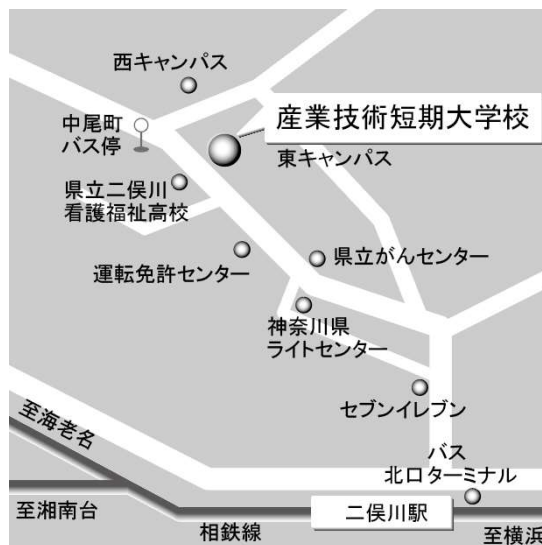 西キャンパス
中尾町
バス停
産業技術短期大学校
東キャンパス
県立二俣川
看護福祉高校
運転免許センター
県立がんセンター
神奈川県
ライトセンター
セブンイレブン
至海老名
バス
北口ターミナル
至湘南台
相鉄線
二俣川駅
至横浜